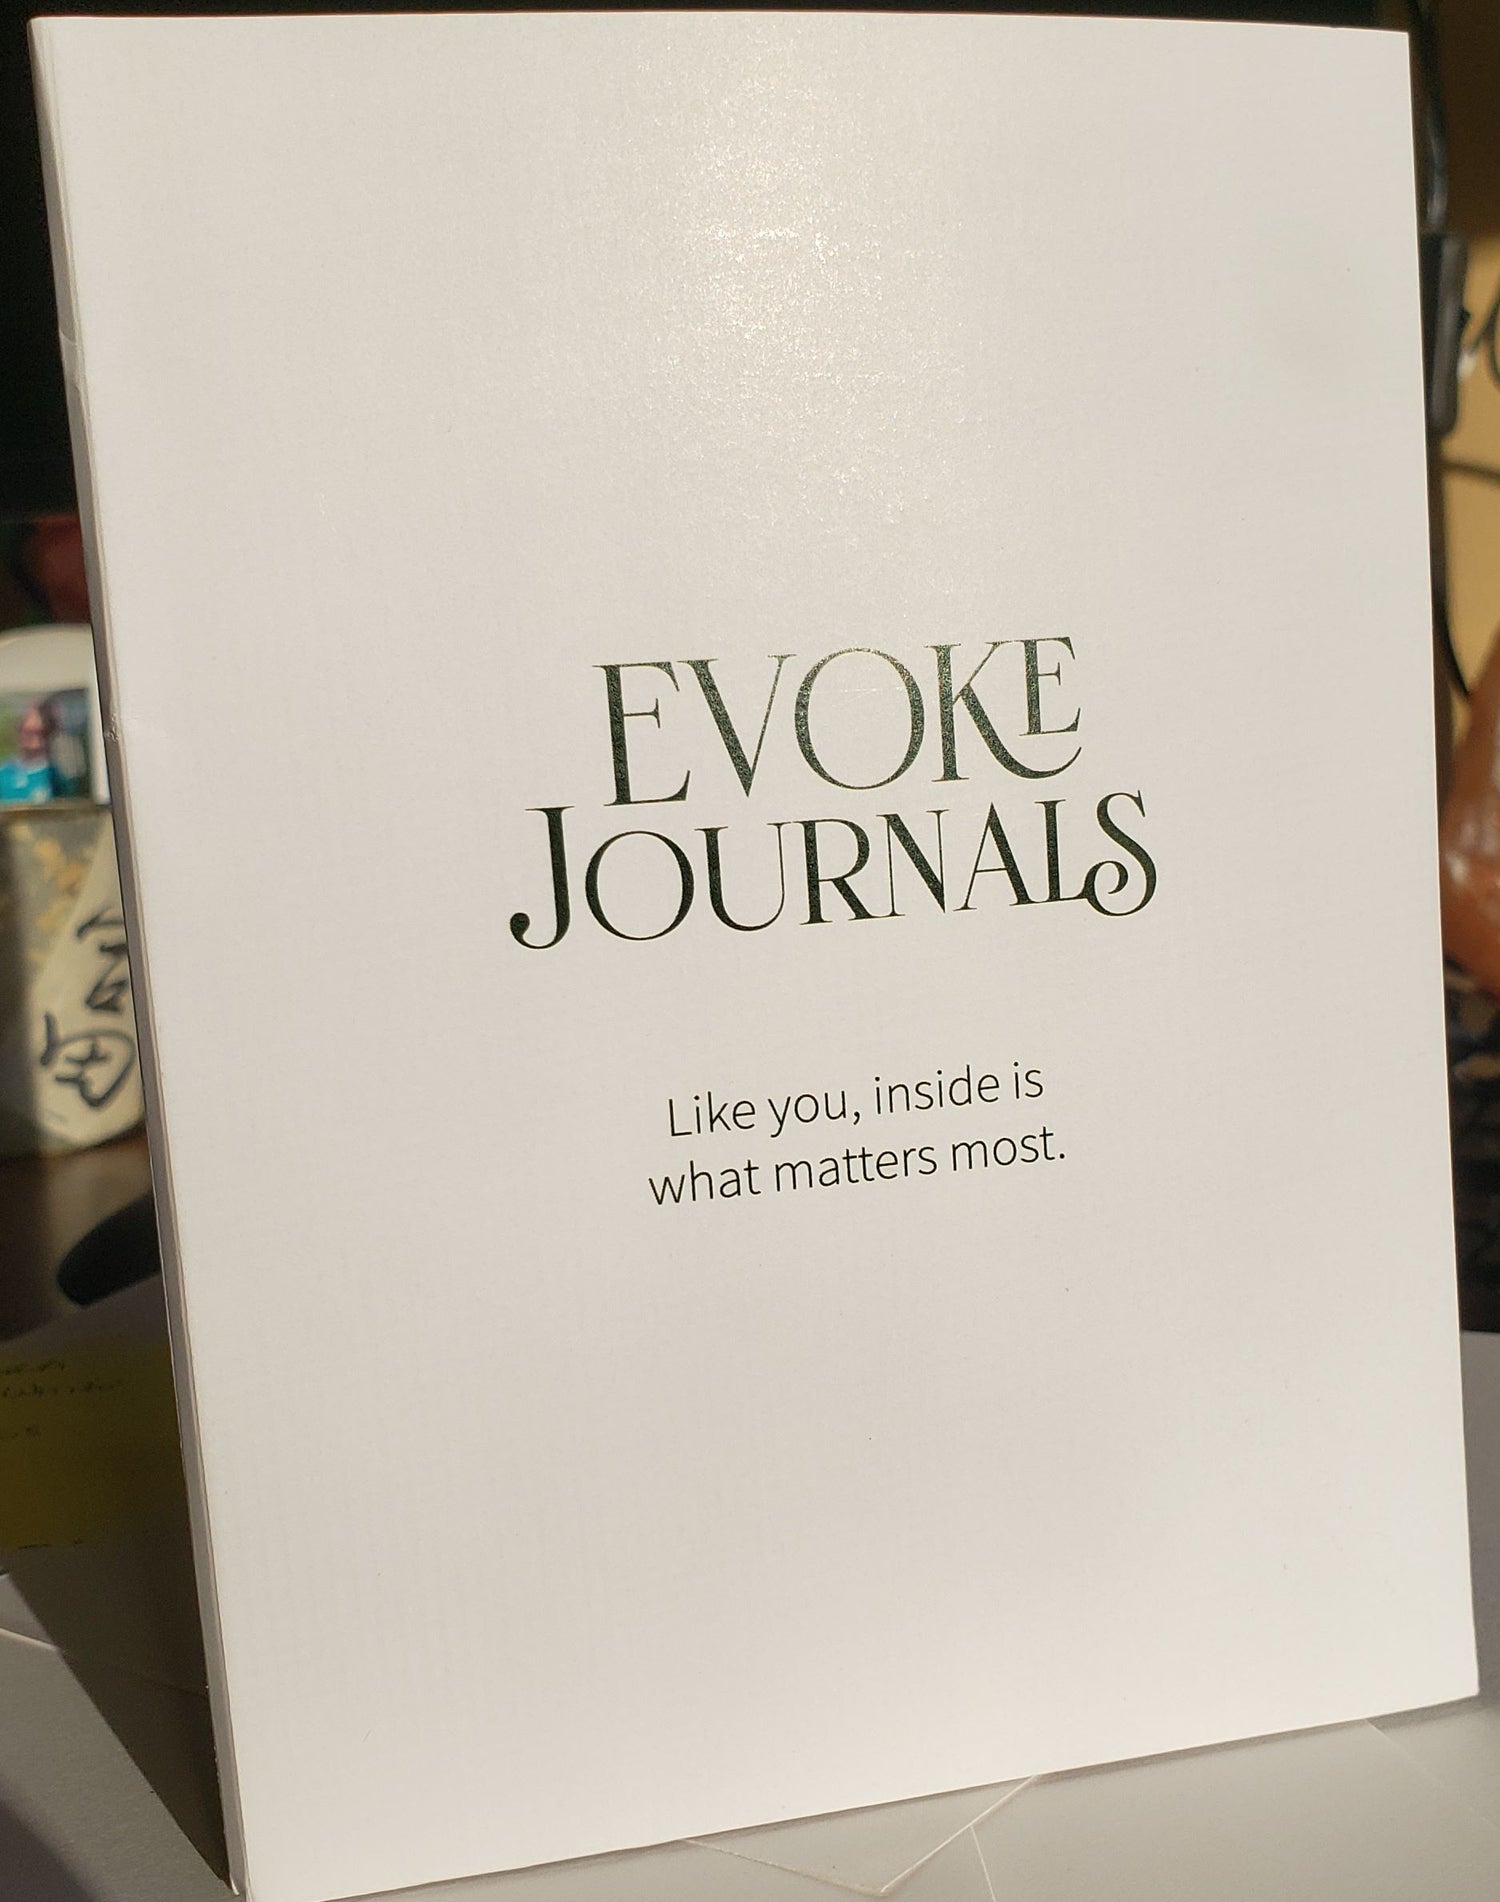 EVOKE
JOURNALS
Like you, inside is
what matters most.